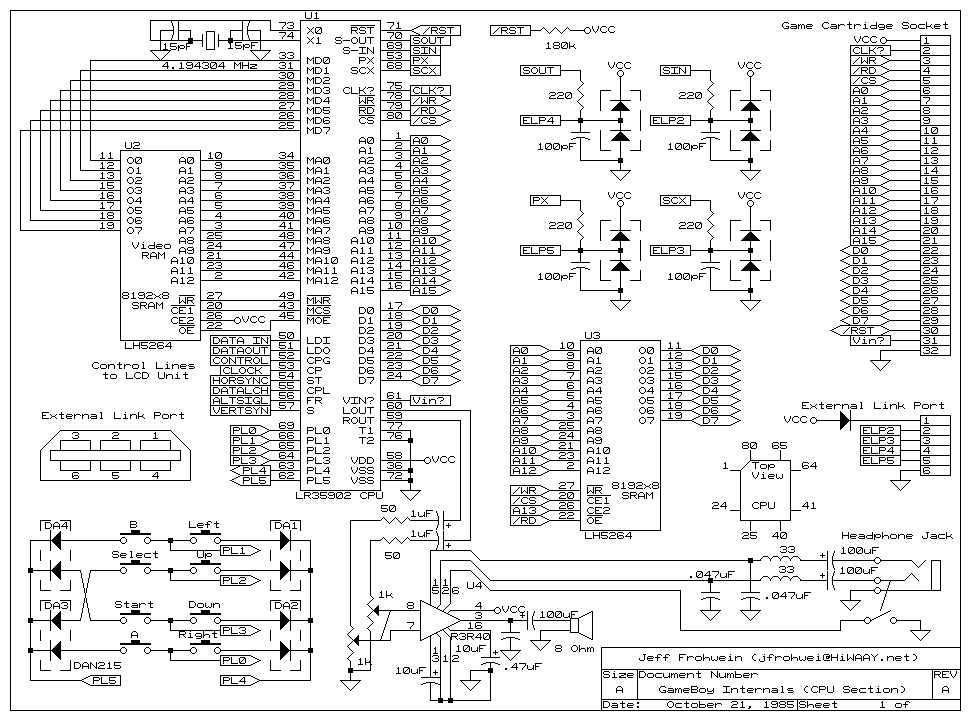 U1
Game Cartridge Socket
15pF
15pF
4.194304 MHz
73 X0
74 X1
33 MD0
31 MD1
30 MD2
29 MD3
28 MD4
27 MD5
26 MD6
25 MD7
34 MA0
35 MA1
36 MA2
37 MA3
38 MA4
39 MA5
40 MA6
41 MA7
48 MA8
47 MA9
44 MA10
46 MA11
42 MA12
49 MWR
43 MCS
45 MOE
DATA IN 50 LDI
DATAOUT 51 LDO
CONTROL 52 CPG
CLOCK 53 CP
HORSYNC 54 ST
DATALCH 55 CPL
ALTSIGL 56 FR
VERTSYN 57 S
PL0 69 PL0
PL1 66 PL1
PL2 65 PL2
PL3 64 PL3
PL4 63 PL4
PL5 62 PL5
RST 71 /RST
S-OUT 70 SOUT
S-IN 69 SIN
PX 53 PX
SCX 68 SCX
CLK? 75 CLK?
WR 78 /WR
RD 79 /RD
CS 80 /CS
A0 1 A0
A1 2 A1
A2 3 A2
A3 4 A3
A4 5 A4
A5 6 A5
A6 7 A6
A7 8 A7
A8 9 A8
A9 10 A9
A10 11 A10
A11 12 A11
A12 13 A12
A13 14 A13
A14 15 A14
A15 16 A15
D0 17 D0
D1 18 D1
D2 19 D2
D3 20 D3
D4 21 D4
D5 22 D5
D6 23 D6
D7 24 D7
VIN? 61 Vin?
LOUT 60
ROUT 59
T1 77
T2 76
VDD 58 VCC
VSS 36
VSS 72
LR35902 CPU
U2
11 O0
12 O1
13 O2
15 O3
16 O4
17 O5
18 O6
19 O7
A0 10
A1 9
A2 8
A3 7
A4 6
A5 5
A6 4
A7 3
A8 25
A9 24
A10 21
A11 23
A12 2
Video
RAM
8192x8
SRAM
WR 27
CE1 20
CE2 26 VCC
OE 22
LH5264
Control Lines
to LCD Unit
External Link Port
3 2 1
6 5 4
/RST
180k
VCC
SOUT
VCC
220
ELP4
100pF
SIN
VCC
220
ELP2
100pF
PX
VCC
220
ELP5
100pF
SCX
VCC
220
ELP3
100pF
VCC 1
CLK? 2
/WR 3
/RD 4
/CS 5
A0 6
A1 7
A2 8
A3 9
A4 10
A5 11
A6 12
A7 13
A8 14
A9 15
A10 16
A11 17
A12 18
A13 19
A14 20
A15 21
D0 22
D1 23
D2 24
D3 25
D4 26
D5 27
D6 28
D7 29
/RST 30
Vin? 31
32
U3
A0 10 A0
A1 9 A1
A2 8 A2
A3 7 A3
A4 6 A4
A5 5 A5
A6 4 A6
A7 3 A7
A8 25 A8
A9 24 A9
A10 21 A10
A11 23 A11
A12 2 A12
/WR 27 WR
/CS 20 CE1
A13 26 CE2
/RD 22 OE
O0 11 D0
O1 12 D1
O2 13 D2
O3 15 D3
O4 16 D4
O5 17 D5
O6 18 D6
O7 19 D7
8192x8
SRAM
LH5264
External Link Port
VCC 1
ELP2 2
ELP3 3
ELP4 4
ELP5 5
6
80 65
1 64
Top
View
CPU
24 41
25 40
DA4
B
Left
DA1
PL1
Select
Up
PL2
DA3
Start
Down
DA2
PL3
A
Right
PL0
DAN215
PL5
PL4
50
1uF
+
1uF
50
+
1k
1k
8
7
U4
4 VCC
3
16
+ 100uF
8 Ohm
10uF
10uF
.47uF
Headphone Jack
33
33
+ 100uF
+ 100uF
.047uF
.047uF
Jeff Frohwein (jfrohwei@HiWAAY.net)
Size Document Number REV
A GameBoy Internals (CPU Section) A
Date: October 21, 1985 Sheet 1 of